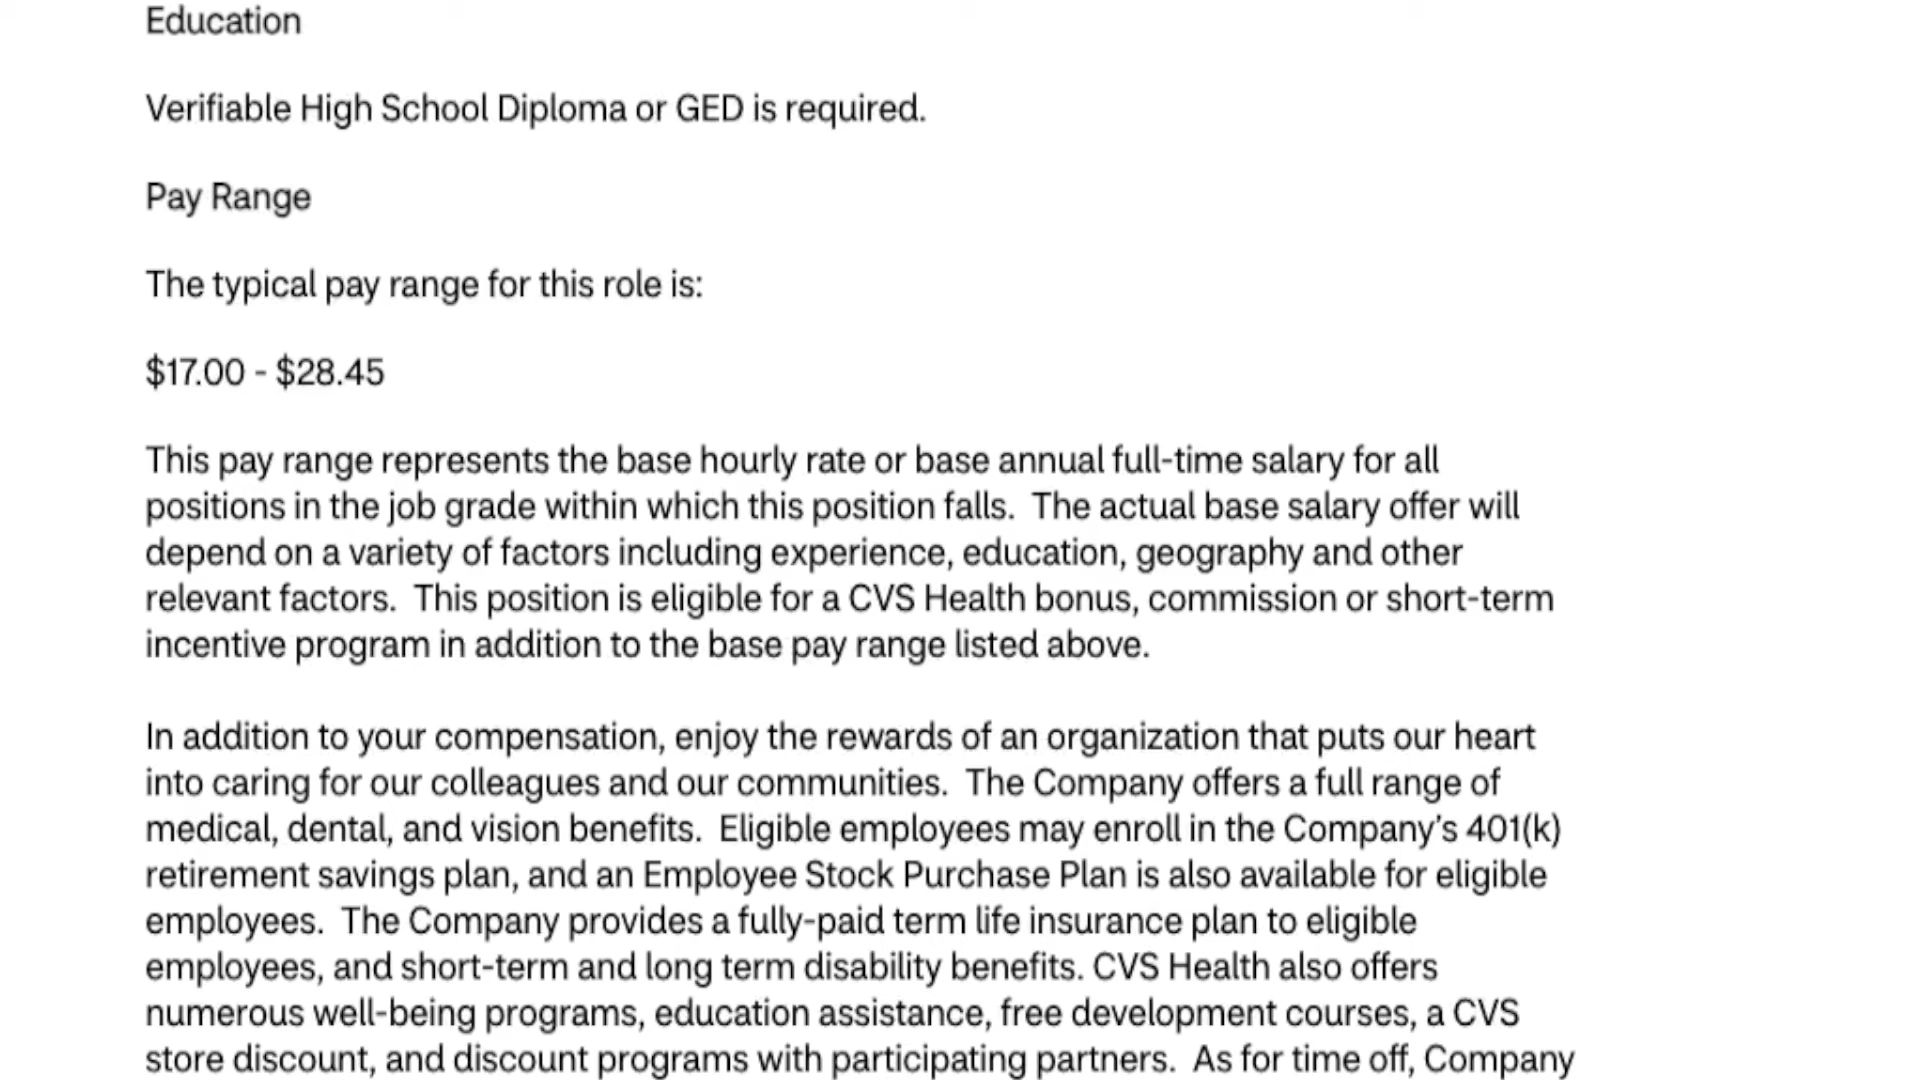 Education
Verifiable High School Diploma or GED is required.
Pay Range
The typical pay range for this role is:
$17.00 - $28.45
This pay range represents the base hourly rate or base annual full-time salary for all
positions in the job grade within which this position falls.  The actual base salary offer will
depend on a variety of factors including experience, education, geography and other
relevant factors.  This position is eligible for a CVS Health bonus, commission or short-term
incentive program in addition to the base pay range listed above.
In addition to your compensation, enjoy the rewards of an organization that puts our heart
into caring for our colleagues and our communities.  The Company offers a full range of
medical, dental, and vision benefits.  Eligible employees may enroll in the Company’s 401(k)
retirement savings plan, and an Employee Stock Purchase Plan is also available for eligible
employees.  The Company provides a fully-paid term life insurance plan to eligible
employees, and short-term and long term disability benefits. CVS Health also offers
numerous well-being programs, education assistance, free development courses, a CVS
store discount, and discount programs with participating partners.  As for time off, Company